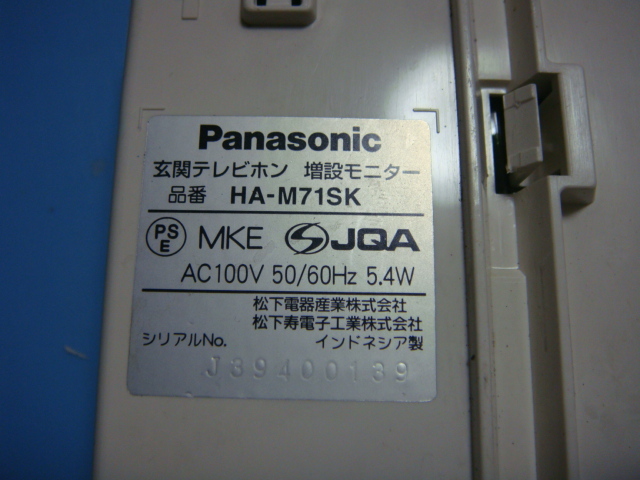 Panasonic
玄関テレビホン 増設モニター
品番 HA-M71SK
PS E MKE JQA
AC100V 50/60Hz 5.4W
松下電器産業株式会社
松下寿電子工業株式会社
シリアルNo. インドネシア製
J39400139